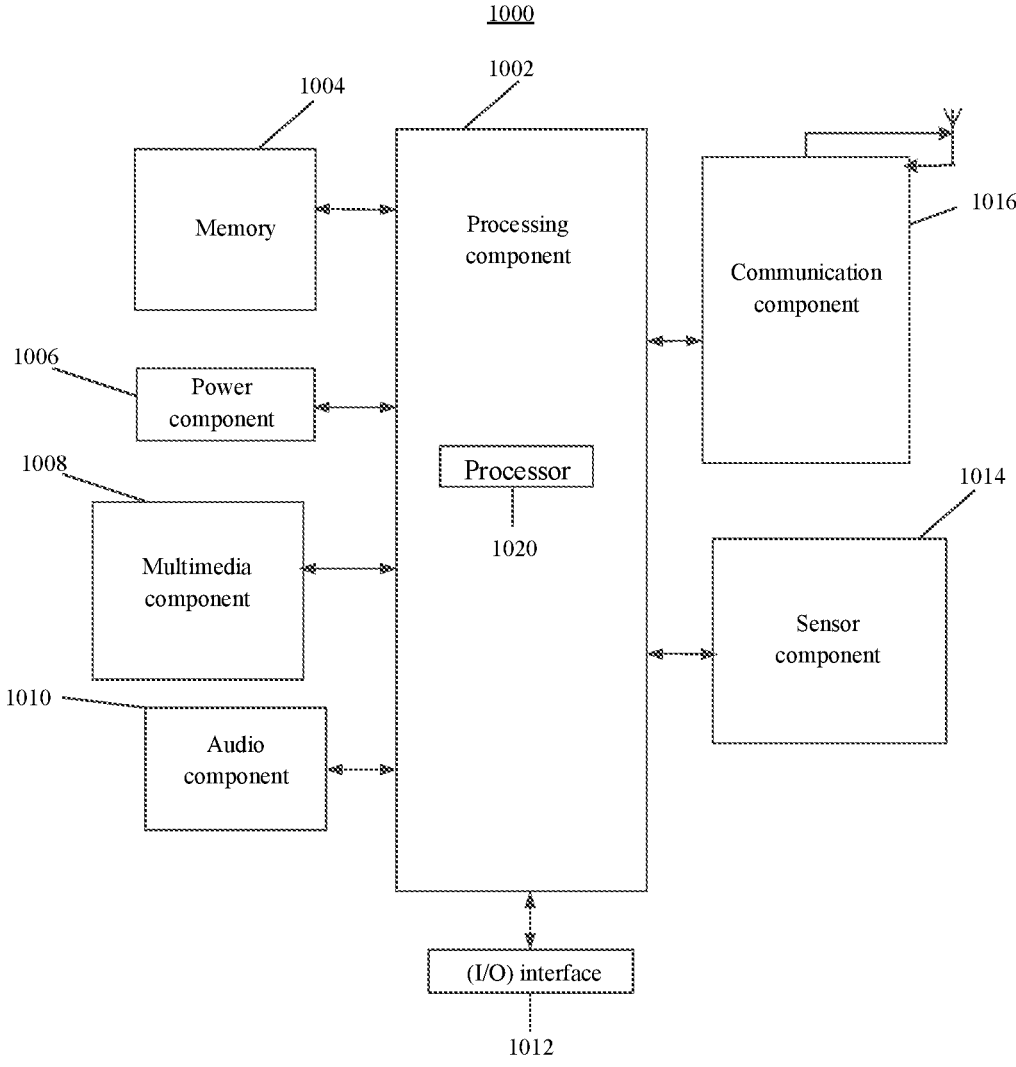 1000
1002
1004
Memory
Processing
component
1016
Communication
component
1006
Power
component
1008
Processor
1020
1014
Multimedia
component
Sensor
component
1010
Audio
component
(I/O) interface
1012